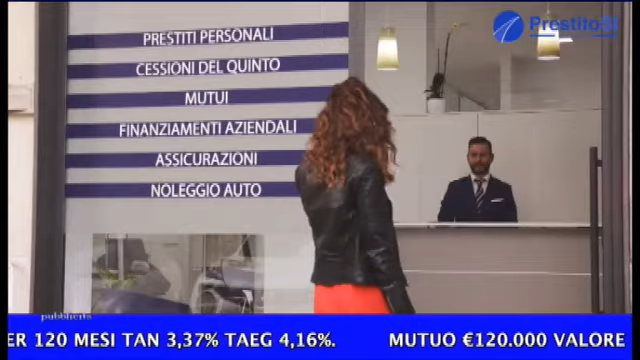 PrestitoSì
PRESTITI PERSONALI
CESSIONI DEL QUINTO
MUTUI
FINANZIAMENTI AZIENDALI
ASSICURAZIONI
NOLEGGIO AUTO
pubblicità
ER 120 MESI TAN 3,37% TAEG 4,16%. MUTUO €120.000 VALORE